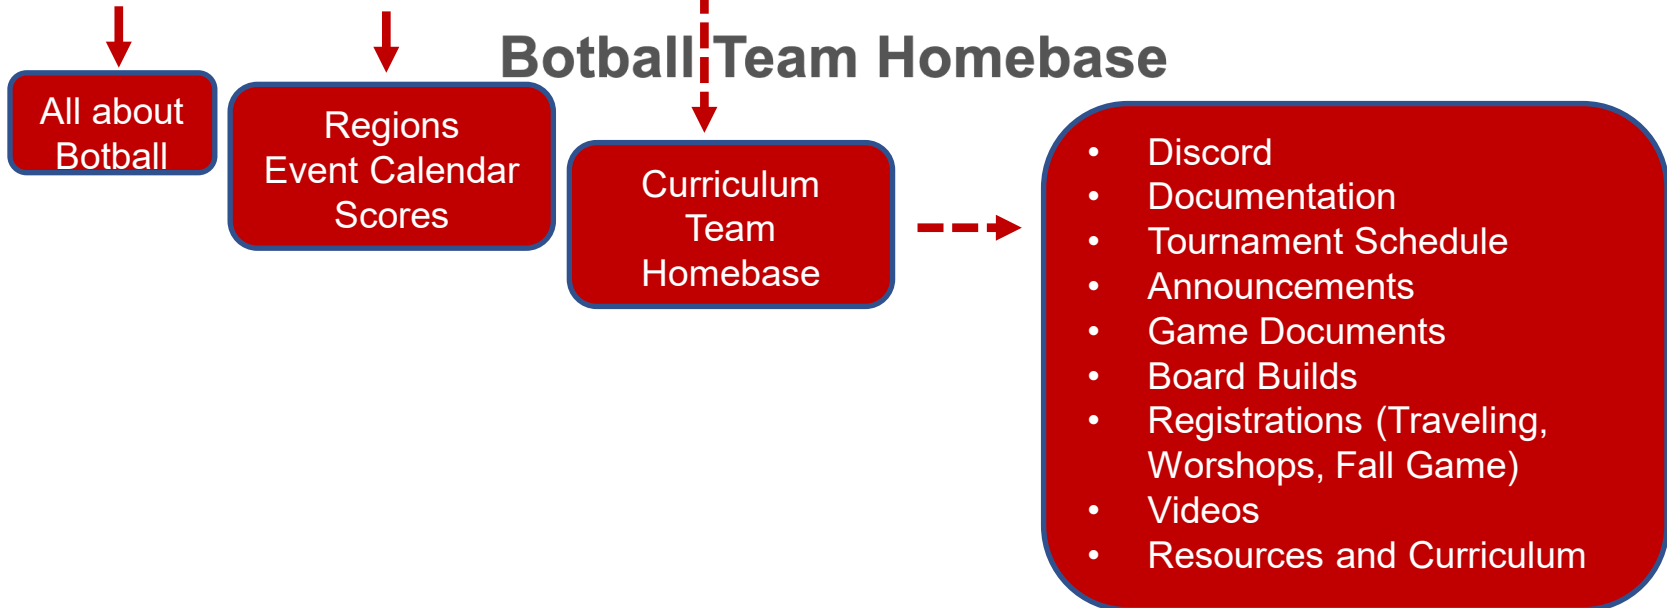 Botball Team Homebase
All about
Botball
Regions
Event Calendar
Scores
Curriculum
Team
Homebase
• Discord
• Documentation
• Tournament Schedule
• Announcements
• Game Documents
• Board Builds
• Registrations (Traveling,
Worshops, Fall Game)
• Videos
• Resources and Curriculum